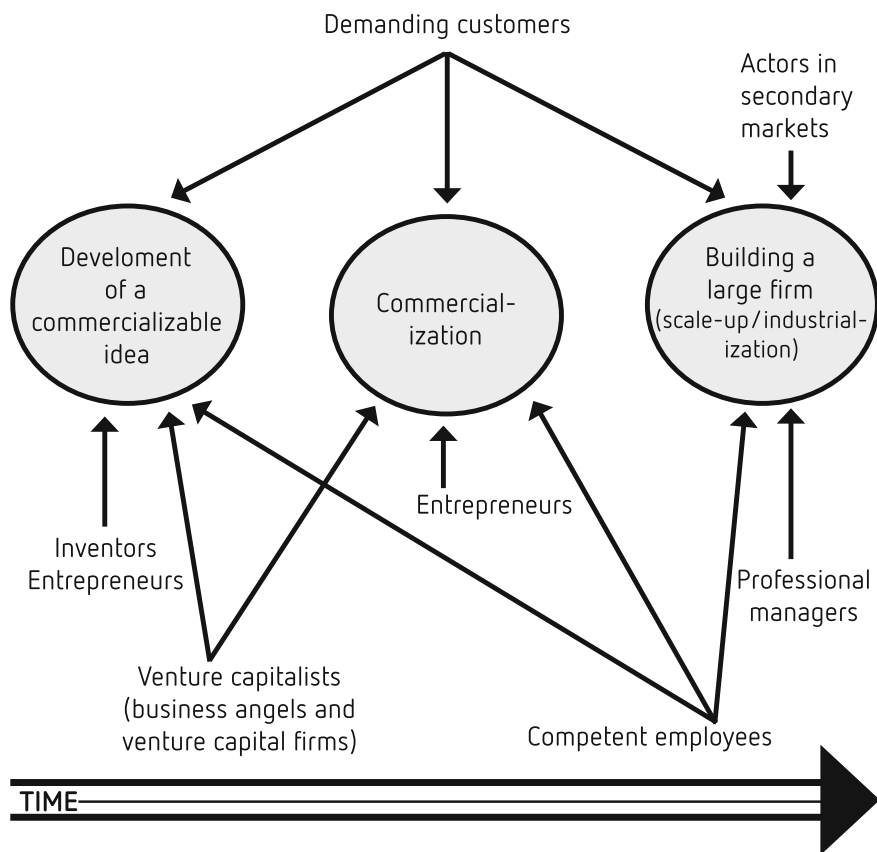 Demanding customers
Actors in
secondary
markets
Develoment
of a
commercializable
idea
Commercial-
ization
Building a
large firm
(scale-up/industrial-
ization)
Entrepreneurs
Inventors
Entrepreneurs
Professional
managers
Venture capitalists
(business angels and
venture capital firms)
Competent employees
TIME